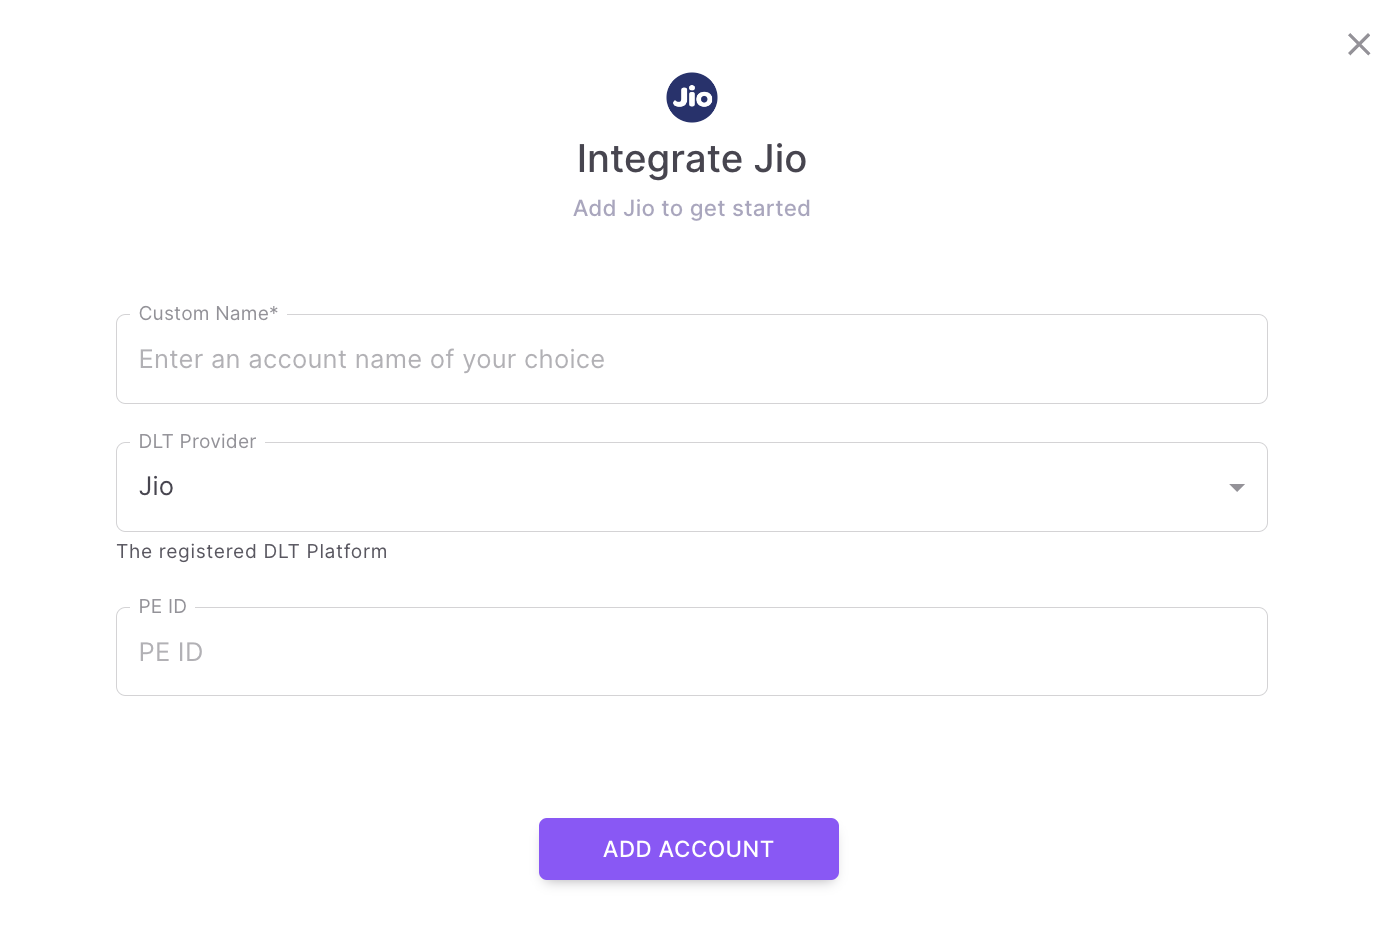 Jio
Integrate Jio
Add Jio to get started
Custom Name*
Enter an account name of your choice
DLT Provider
Jio
The registered DLT Platform
PE ID
PE ID
ADD ACCOUNT